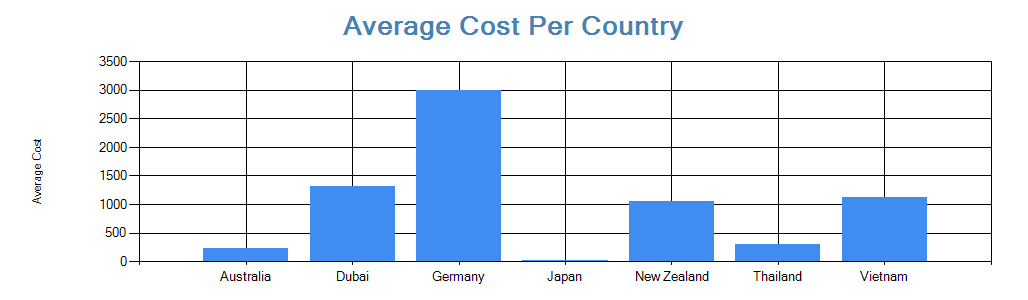 Average Cost Per Country
3500
3000
2500
2000
1500
1000
500
0
Average Cost
Australia Dubai Germany Japan New Zealand Thailand Vietnam